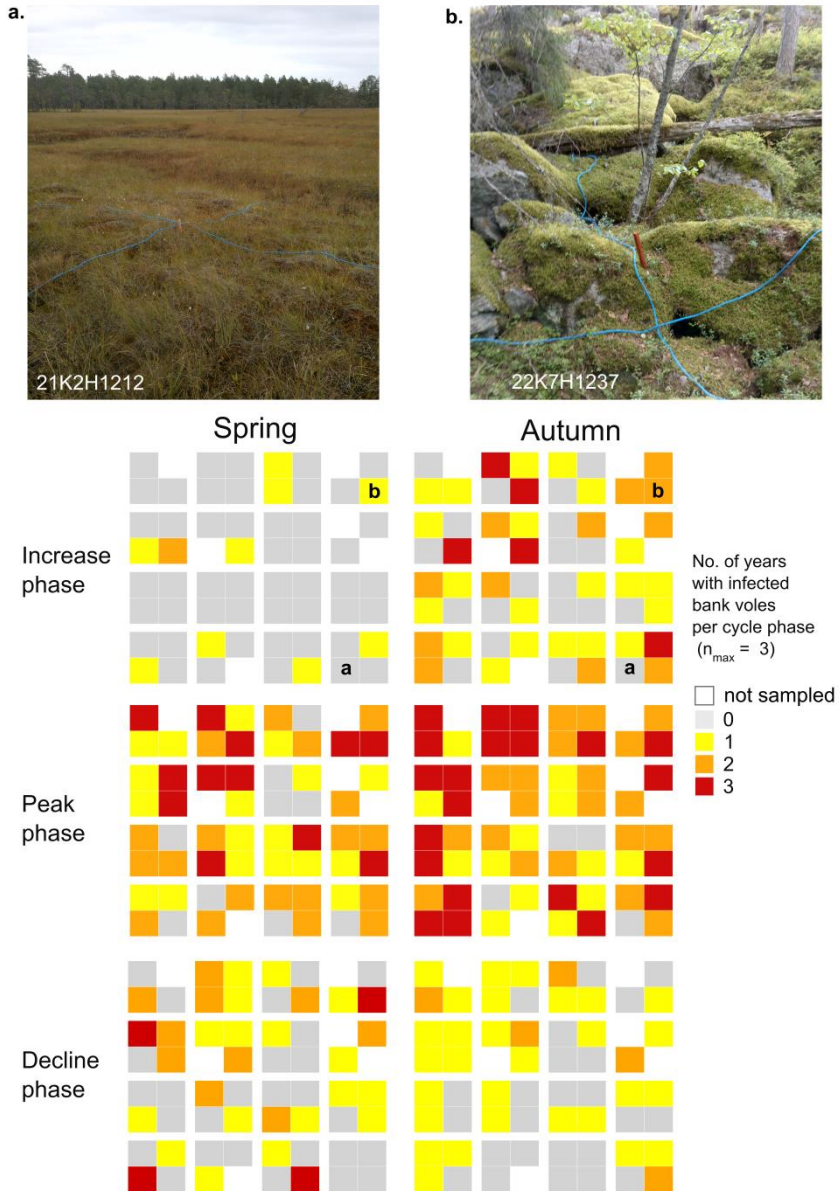 a.
b.
21K2H1212
22K7H1237
Spring
Autumn
b
b
Increase
phase
a
a
No. of years
with infected
bank voles
per cycle phase
(nmax = 3)
not sampled
0
1
2
3
Peak
phase
Decline
phase